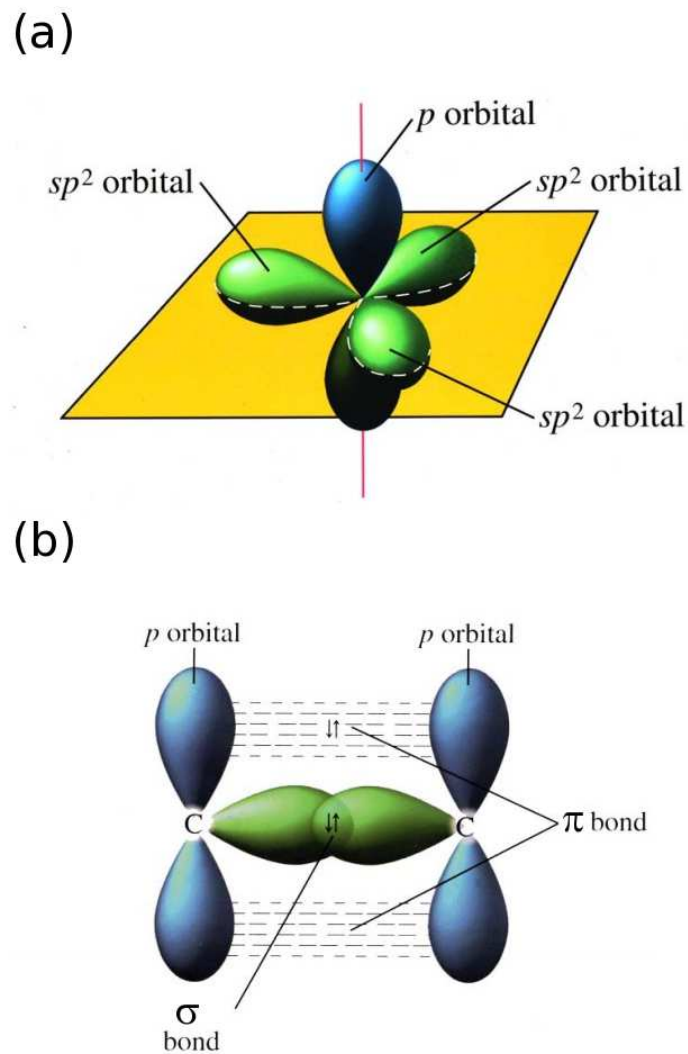 (a)
p orbital
sp² orbital
sp² orbital
sp² orbital
(b)
p orbital
p orbital
↓↑
C
↓↑
C
π bond
σ
bond